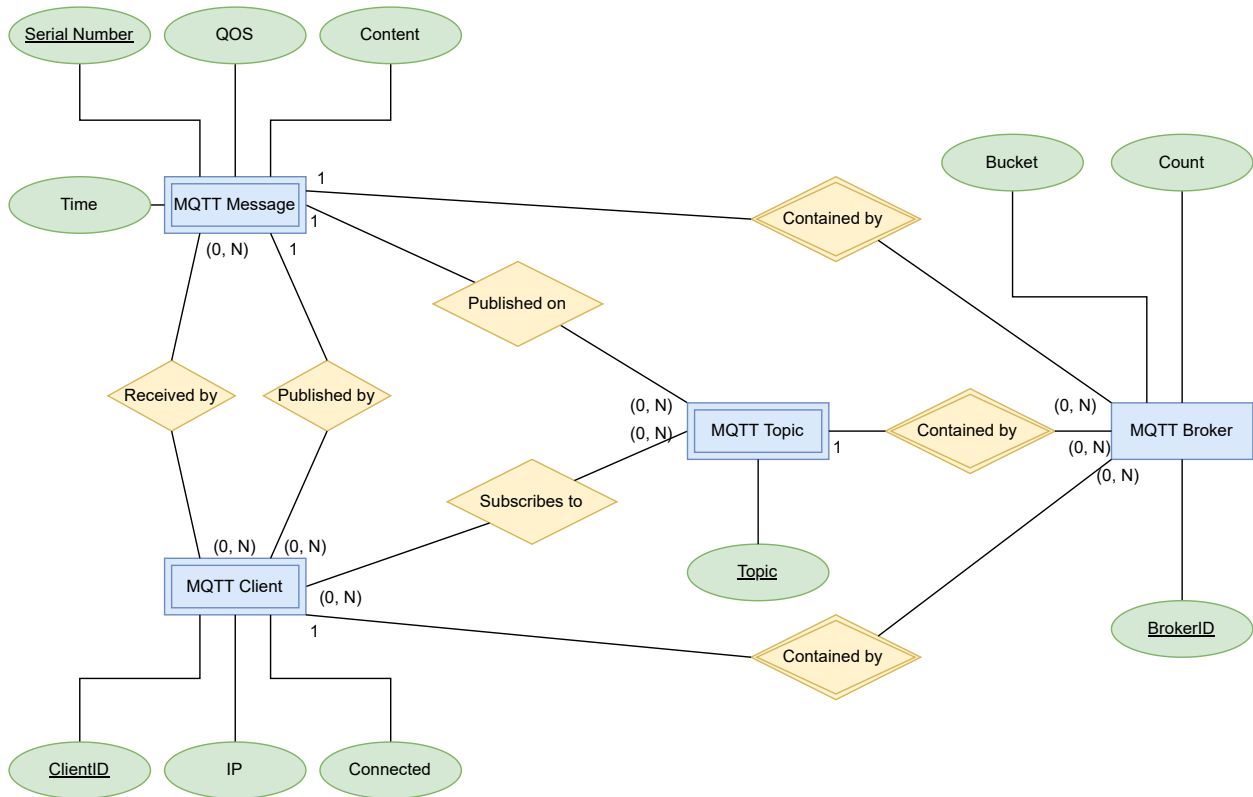 Serial Number
QOS
Content
Bucket
Count
Time
MQTT Message
1
1
(0, N)
1
Contained by
Published on
Received by
Published by
(0, N)
(0, N)
MQTT Topic
1
Contained by
(0, N)
(0, N)
(0, N)
MQTT Broker
Subscribes to
(0, N)
(0, N)
MQTT Client
(0, N)
1
Topic
Contained by
BrokerID
ClientID
IP
Connected